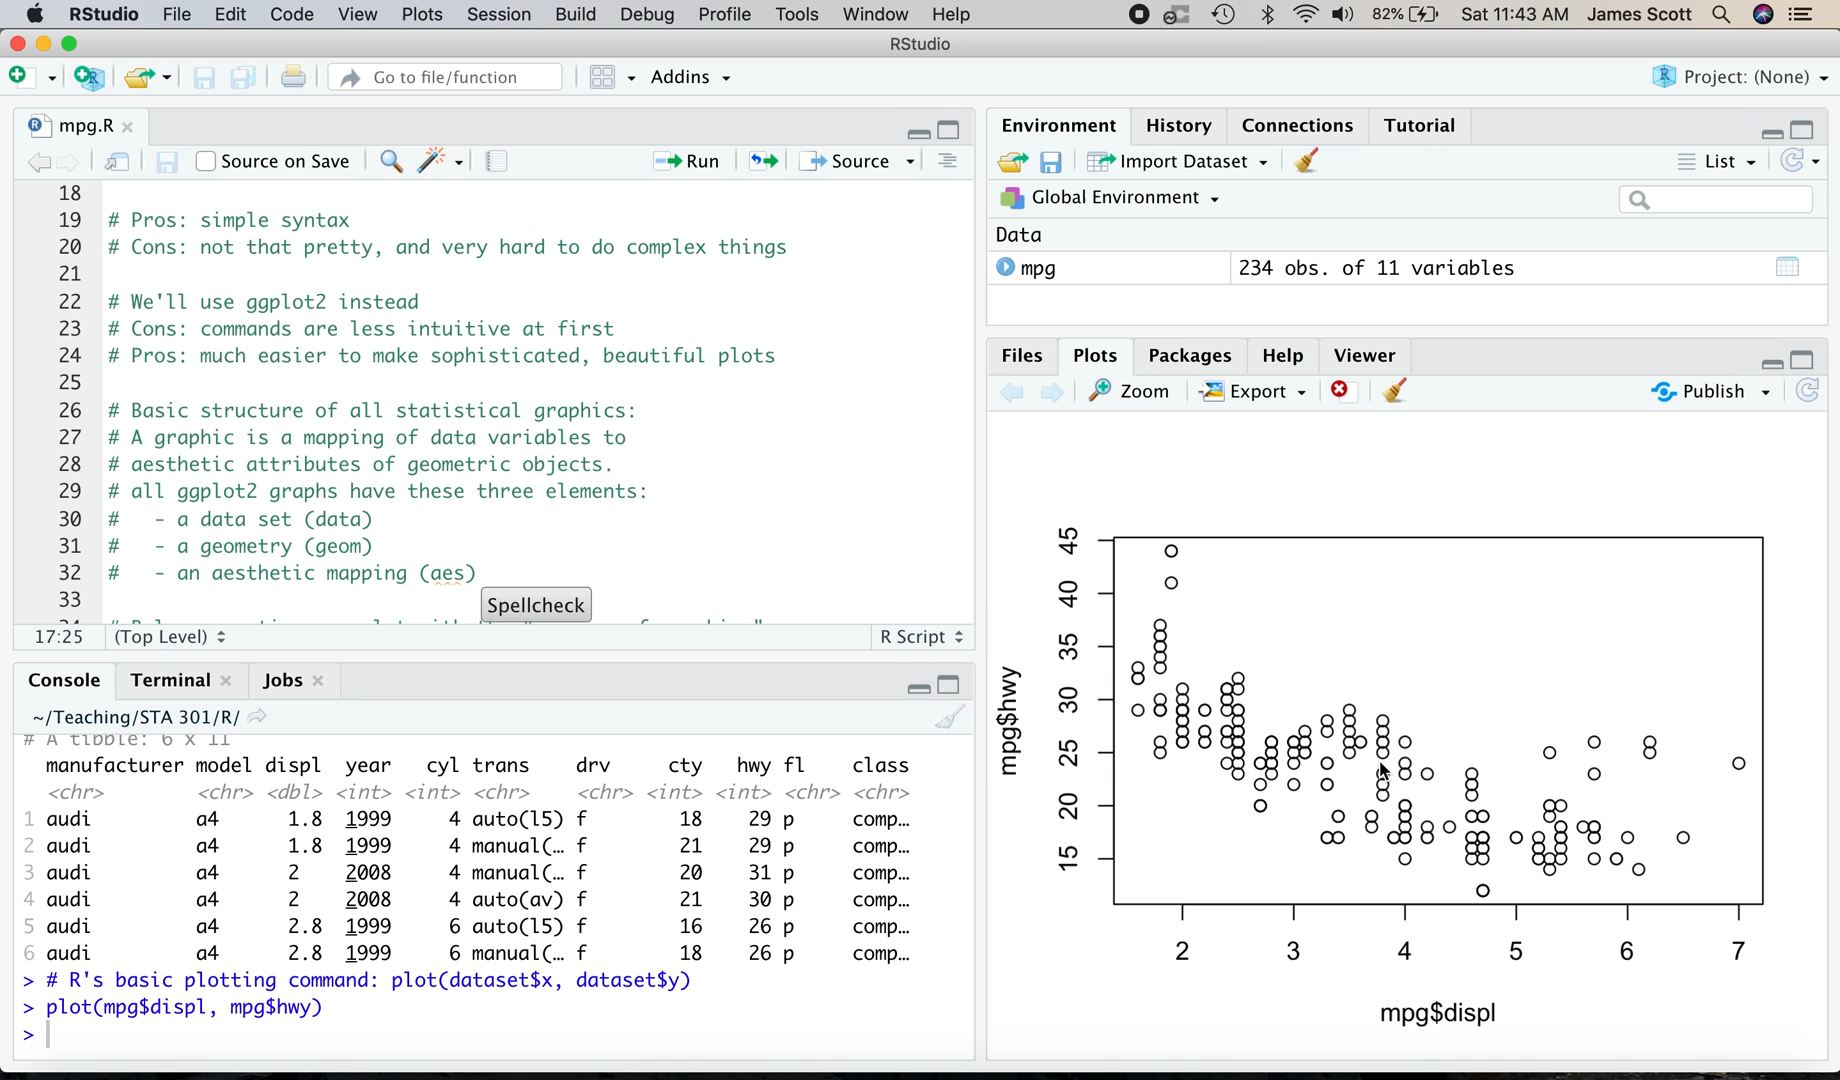 RStudio File Edit Code View Plots Session Build Debug Profile Tools Window Help 82% Sat 11:43 AM James Scott
RStudio
Go to file/function Addins Project: (None)
mpg.R
Source on Save Run Source
18
19 # Pros: simple syntax
20 # Cons: not that pretty, and very hard to do complex things
21
22 # We'll use ggplot2 instead
23 # Cons: commands are less intuitive at first
24 # Pros: much easier to make sophisticated, beautiful plots
25
26 # Basic structure of all statistical graphics:
27 # A graphic is a mapping of data variables to
28 # aesthetic attributes of geometric objects.
29 # all ggplot2 graphs have these three elements:
30 #   - a data set (data)
31 #   - a geometry (geom)
32 #   - an aesthetic mapping (aes)
33
Spellcheck
17:25 (Top Level) R Script
Console Terminal Jobs
~/Teaching/STA 301/R/
# A tibble: 6 x 11
manufacturer model displ year cyl trans drv cty hwy fl class
<chr> <chr> <dbl> <int> <int> <chr> <chr> <int> <int> <chr> <chr>
1 audi a4 1.8 1999 4 auto(l5) f 18 29 p comp…
2 audi a4 1.8 1999 4 manual(… f 21 29 p comp…
3 audi a4 2 2008 4 manual(… f 20 31 p comp…
4 audi a4 2 2008 4 auto(av) f 21 30 p comp…
5 audi a4 2.8 1999 6 auto(l5) f 16 26 p comp…
6 audi a4 2.8 1999 6 manual(… f 18 26 p comp…
> # R's basic plotting command: plot(dataset$x, dataset$y)
> plot(mpg$displ, mpg$hwy)
>
Environment History Connections Tutorial
Import Dataset List
Global Environment
Data
mpg 234 obs. of 11 variables
Files Plots Packages Help Viewer
Zoom Export Publish
45
40
35
30
25
20
15
mpg$hwy
2 3 4 5 6 7
mpg$displ